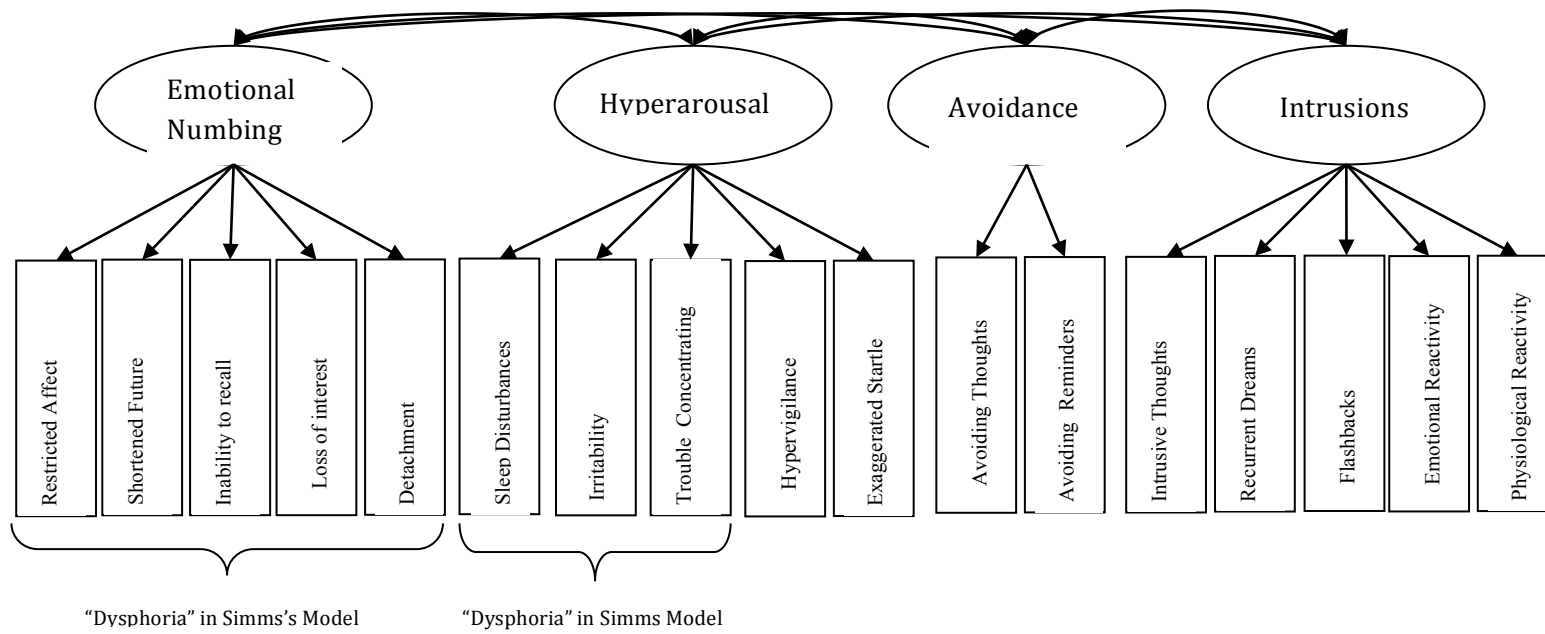 Emotional
Numbing
Hyperarousal
Avoidance
Intrusions
Restricted Affect
Shortened Future
Inability to recall
Loss of interest
Detachment
Sleep Disturbances
Irritability
Trouble Concentrating
Hypervigilance
Exaggerated Startle
Avoiding Thoughts
Avoiding Reminders
Intrusive Thoughts
Recurrent Dreams
Flashbacks
Emotional Reactivity
Physiological Reactivity
“Dysphoria” in Simms’s Model
“Dysphoria” in Simms Model